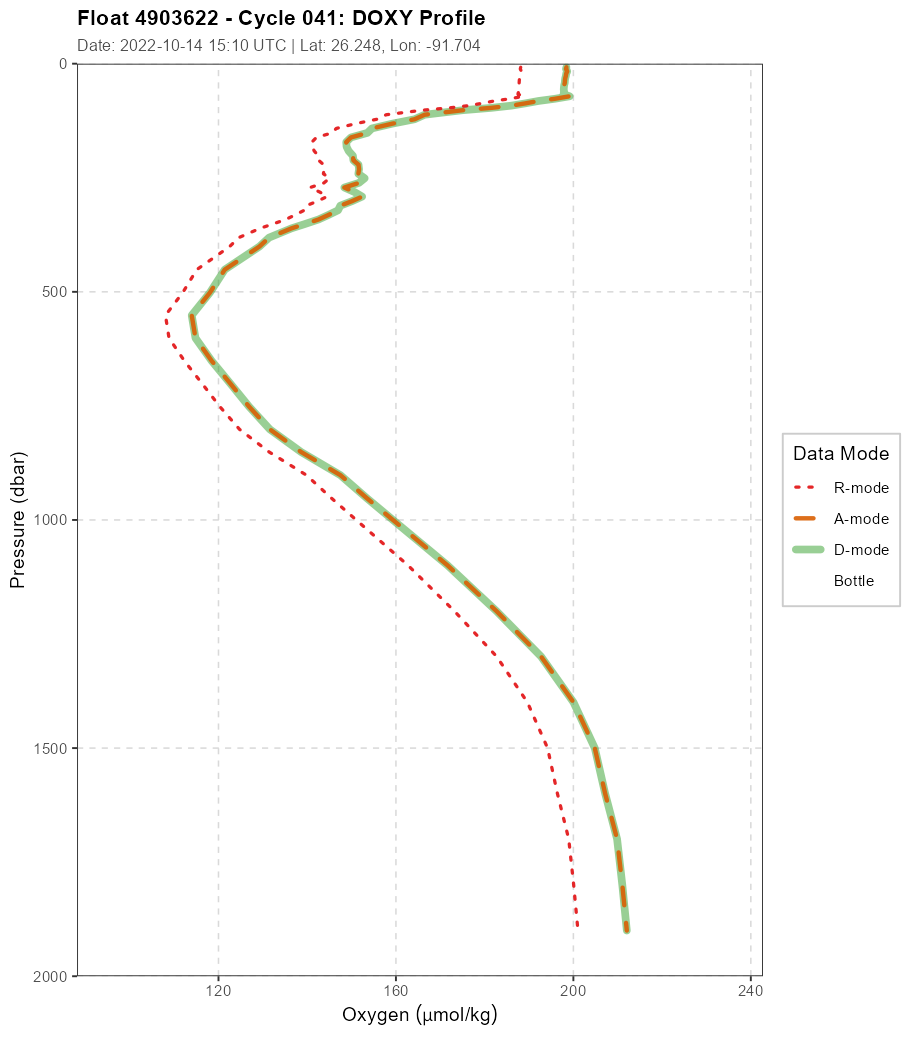 Float 4903622 - Cycle 041: DOXY Profile
Date: 2022-10-14 15:10 UTC | Lat: 26.248, Lon: -91.704
0
500
1000
1500
2000
Pressure (dbar)
120
160
200
240
Oxygen (μmol/kg)
Data Mode
R-mode
A-mode
D-mode
Bottle